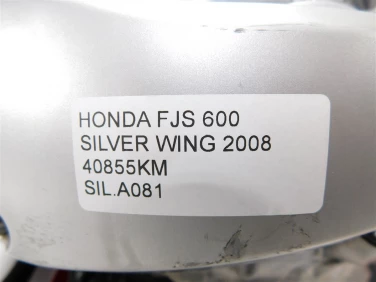 HONDA FJS 600
SILVER WING 2008
40855KM
SIL.A081